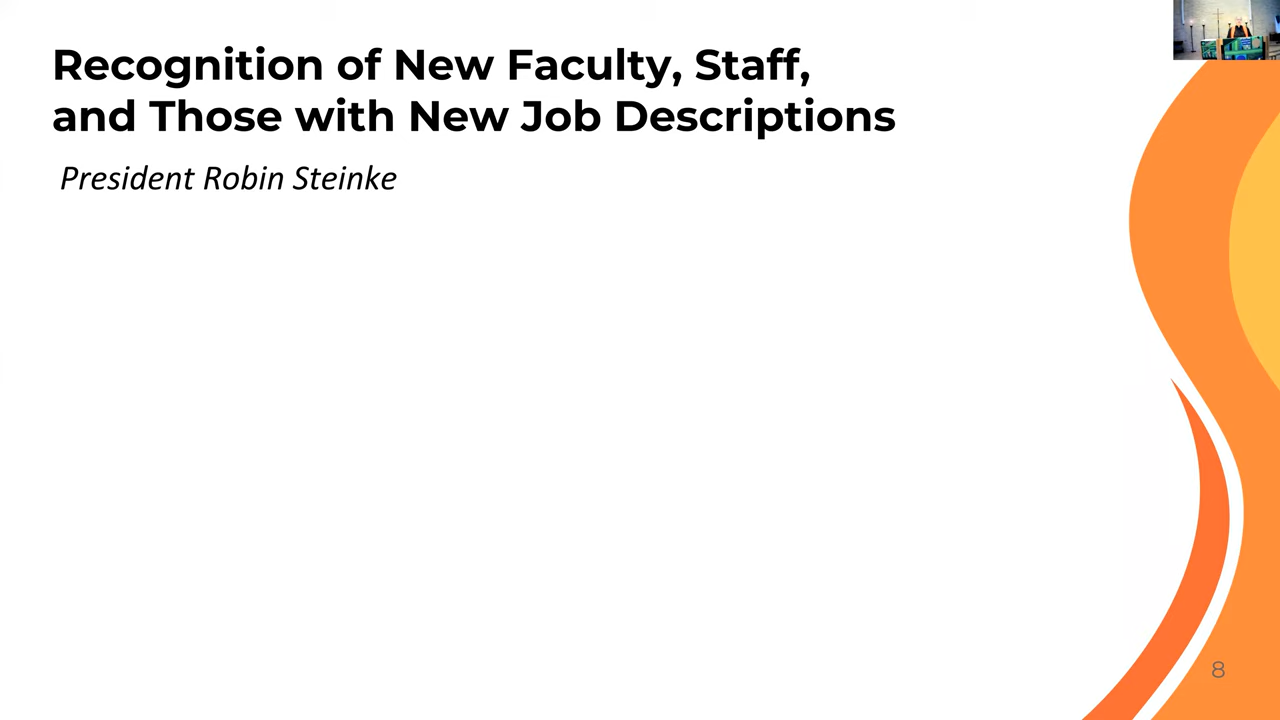 Recognition of New Faculty, Staff,
and Those with New Job Descriptions
President Robin Steinke
8